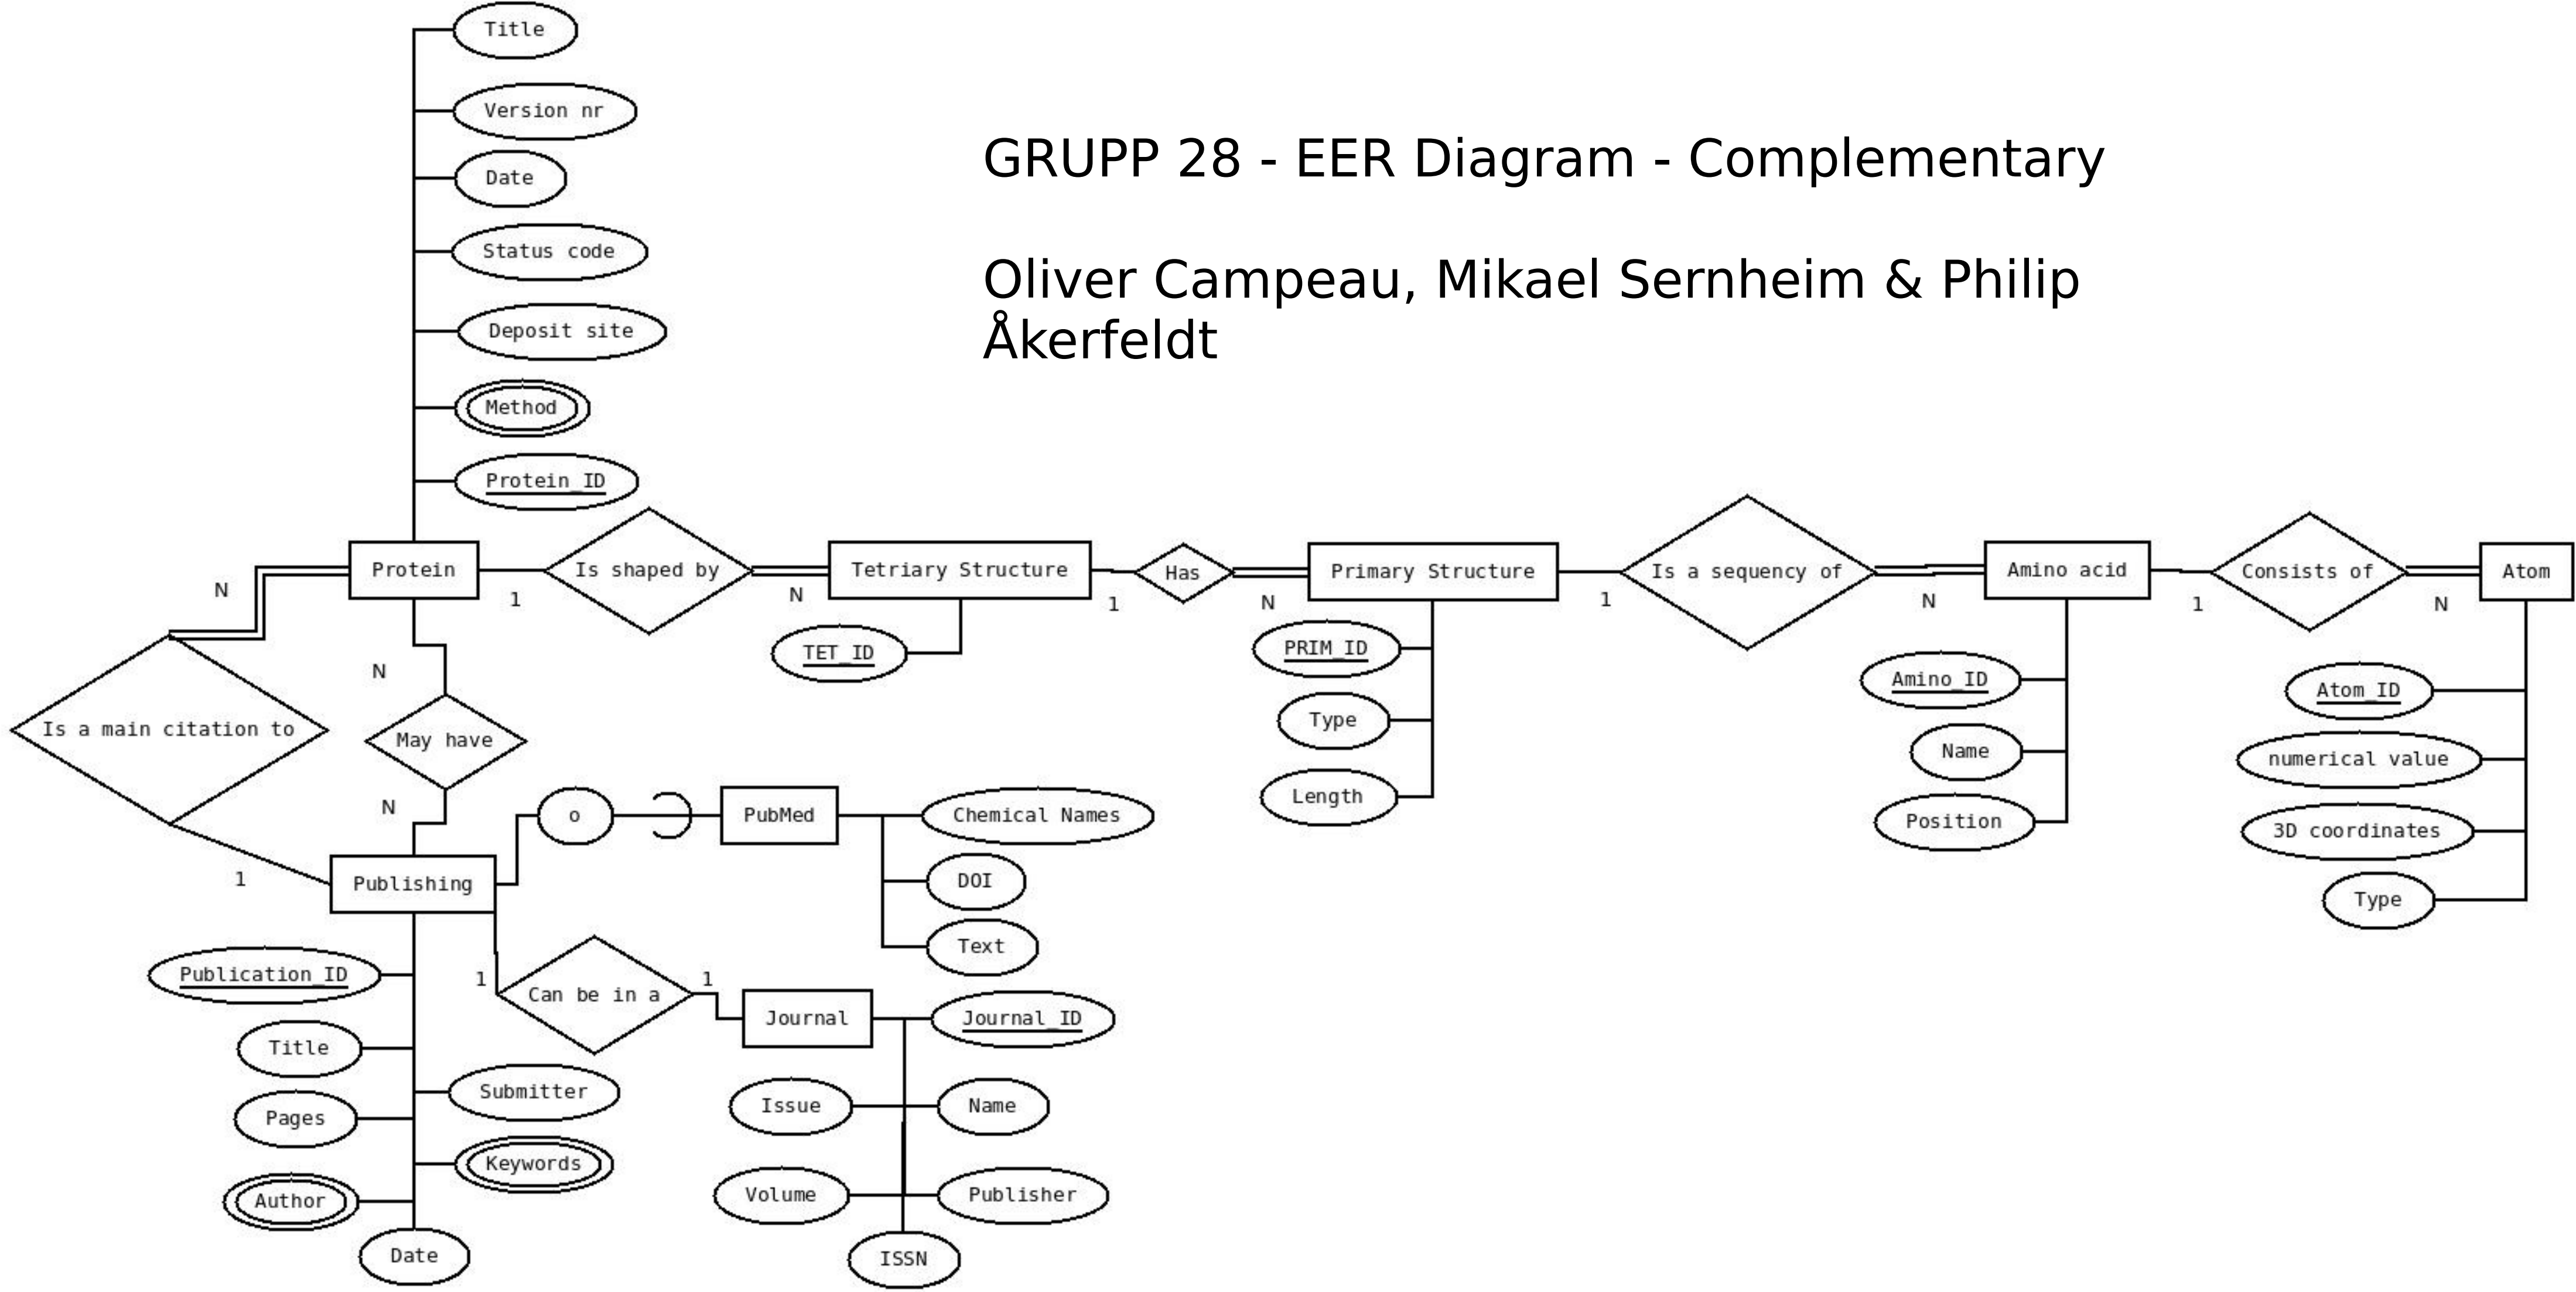 Title
Version nr
Date
Status code
Deposit site
Method
Protein_ID
GRUPP 28 - EER Diagram - Complementary
Oliver Campeau, Mikael Sernheim & Philip
Åkerfeldt
N
Protein
1
Is shaped by
N
Tetriary Structure
1
Has
N
Primary Structure
1
Is a sequency of
N
Amino acid
1
Consists of
N
Atom
TET_ID
PRIM_ID
Type
Length
Amino_ID
Name
Position
Atom_ID
numerical value
3D coordinates
Type
Is a main citation to
N
May have
N
1
Publishing
o
PubMed
Chemical Names
DOI
Text
1
Can be in a
1
Journal
Journal_ID
Issue
Name
Volume
Publisher
ISSN
Publication_ID
Title
Submitter
Pages
Keywords
Author
Date